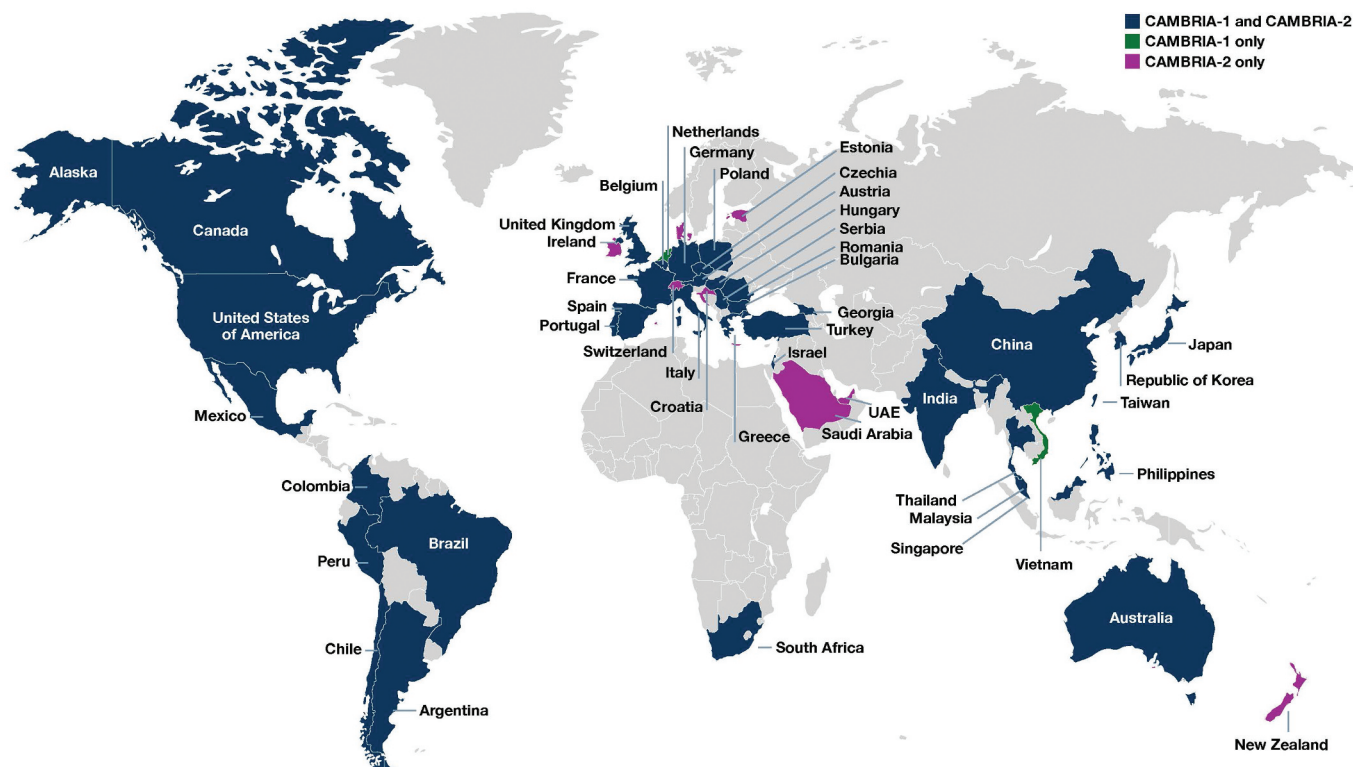 CAMBRIA-1 and CAMBRIA-2
CAMBRIA-1 only
CAMBRIA-2 only
Alaska
Canada
United States
of America
Mexico
Colombia
Peru
Brazil
Chile
Argentina
Netherlands
Germany
Poland
Belgium
United Kingdom
Ireland
France
Spain
Portugal
Switzerland
Italy
Croatia
Greece
Estonia
Czechia
Austria
Hungary
Serbia
Romania
Bulgaria
Georgia
Turkey
Israel
UAE
Saudi Arabia
South Africa
China
India
Japan
Republic of Korea
Taiwan
Philippines
Thailand
Malaysia
Singapore
Vietnam
Australia
New Zealand